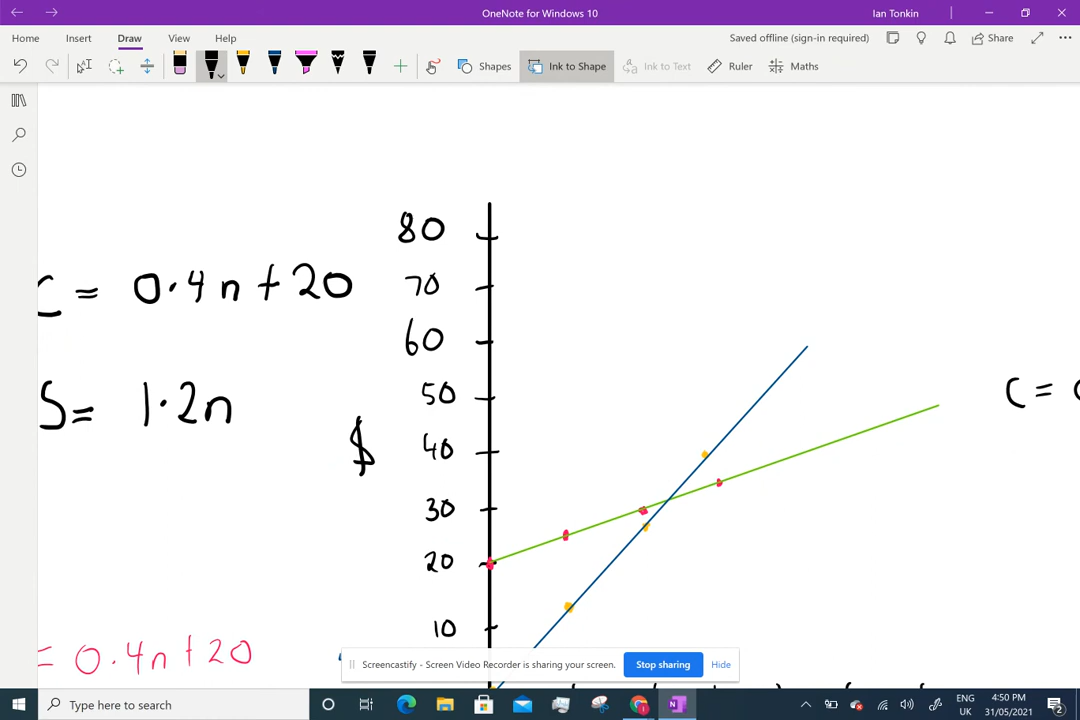 OneNote for Windows 10
Ian Tonkin
Home Insert Draw View Help
Saved offline (sign-in required)
Share
Shapes
Ink to Shape
Ink to Text
Ruler
Maths
80
C = 0.4n + 20
70
60
50
C =
S = 1.2n
$
40
30
20
10
= 0.4n + 20
Screencastify - Screen Video Recorder is sharing your screen.
Stop sharing
Hide
Type here to search
ENG
UK
4:50 PM
31/05/2021
2